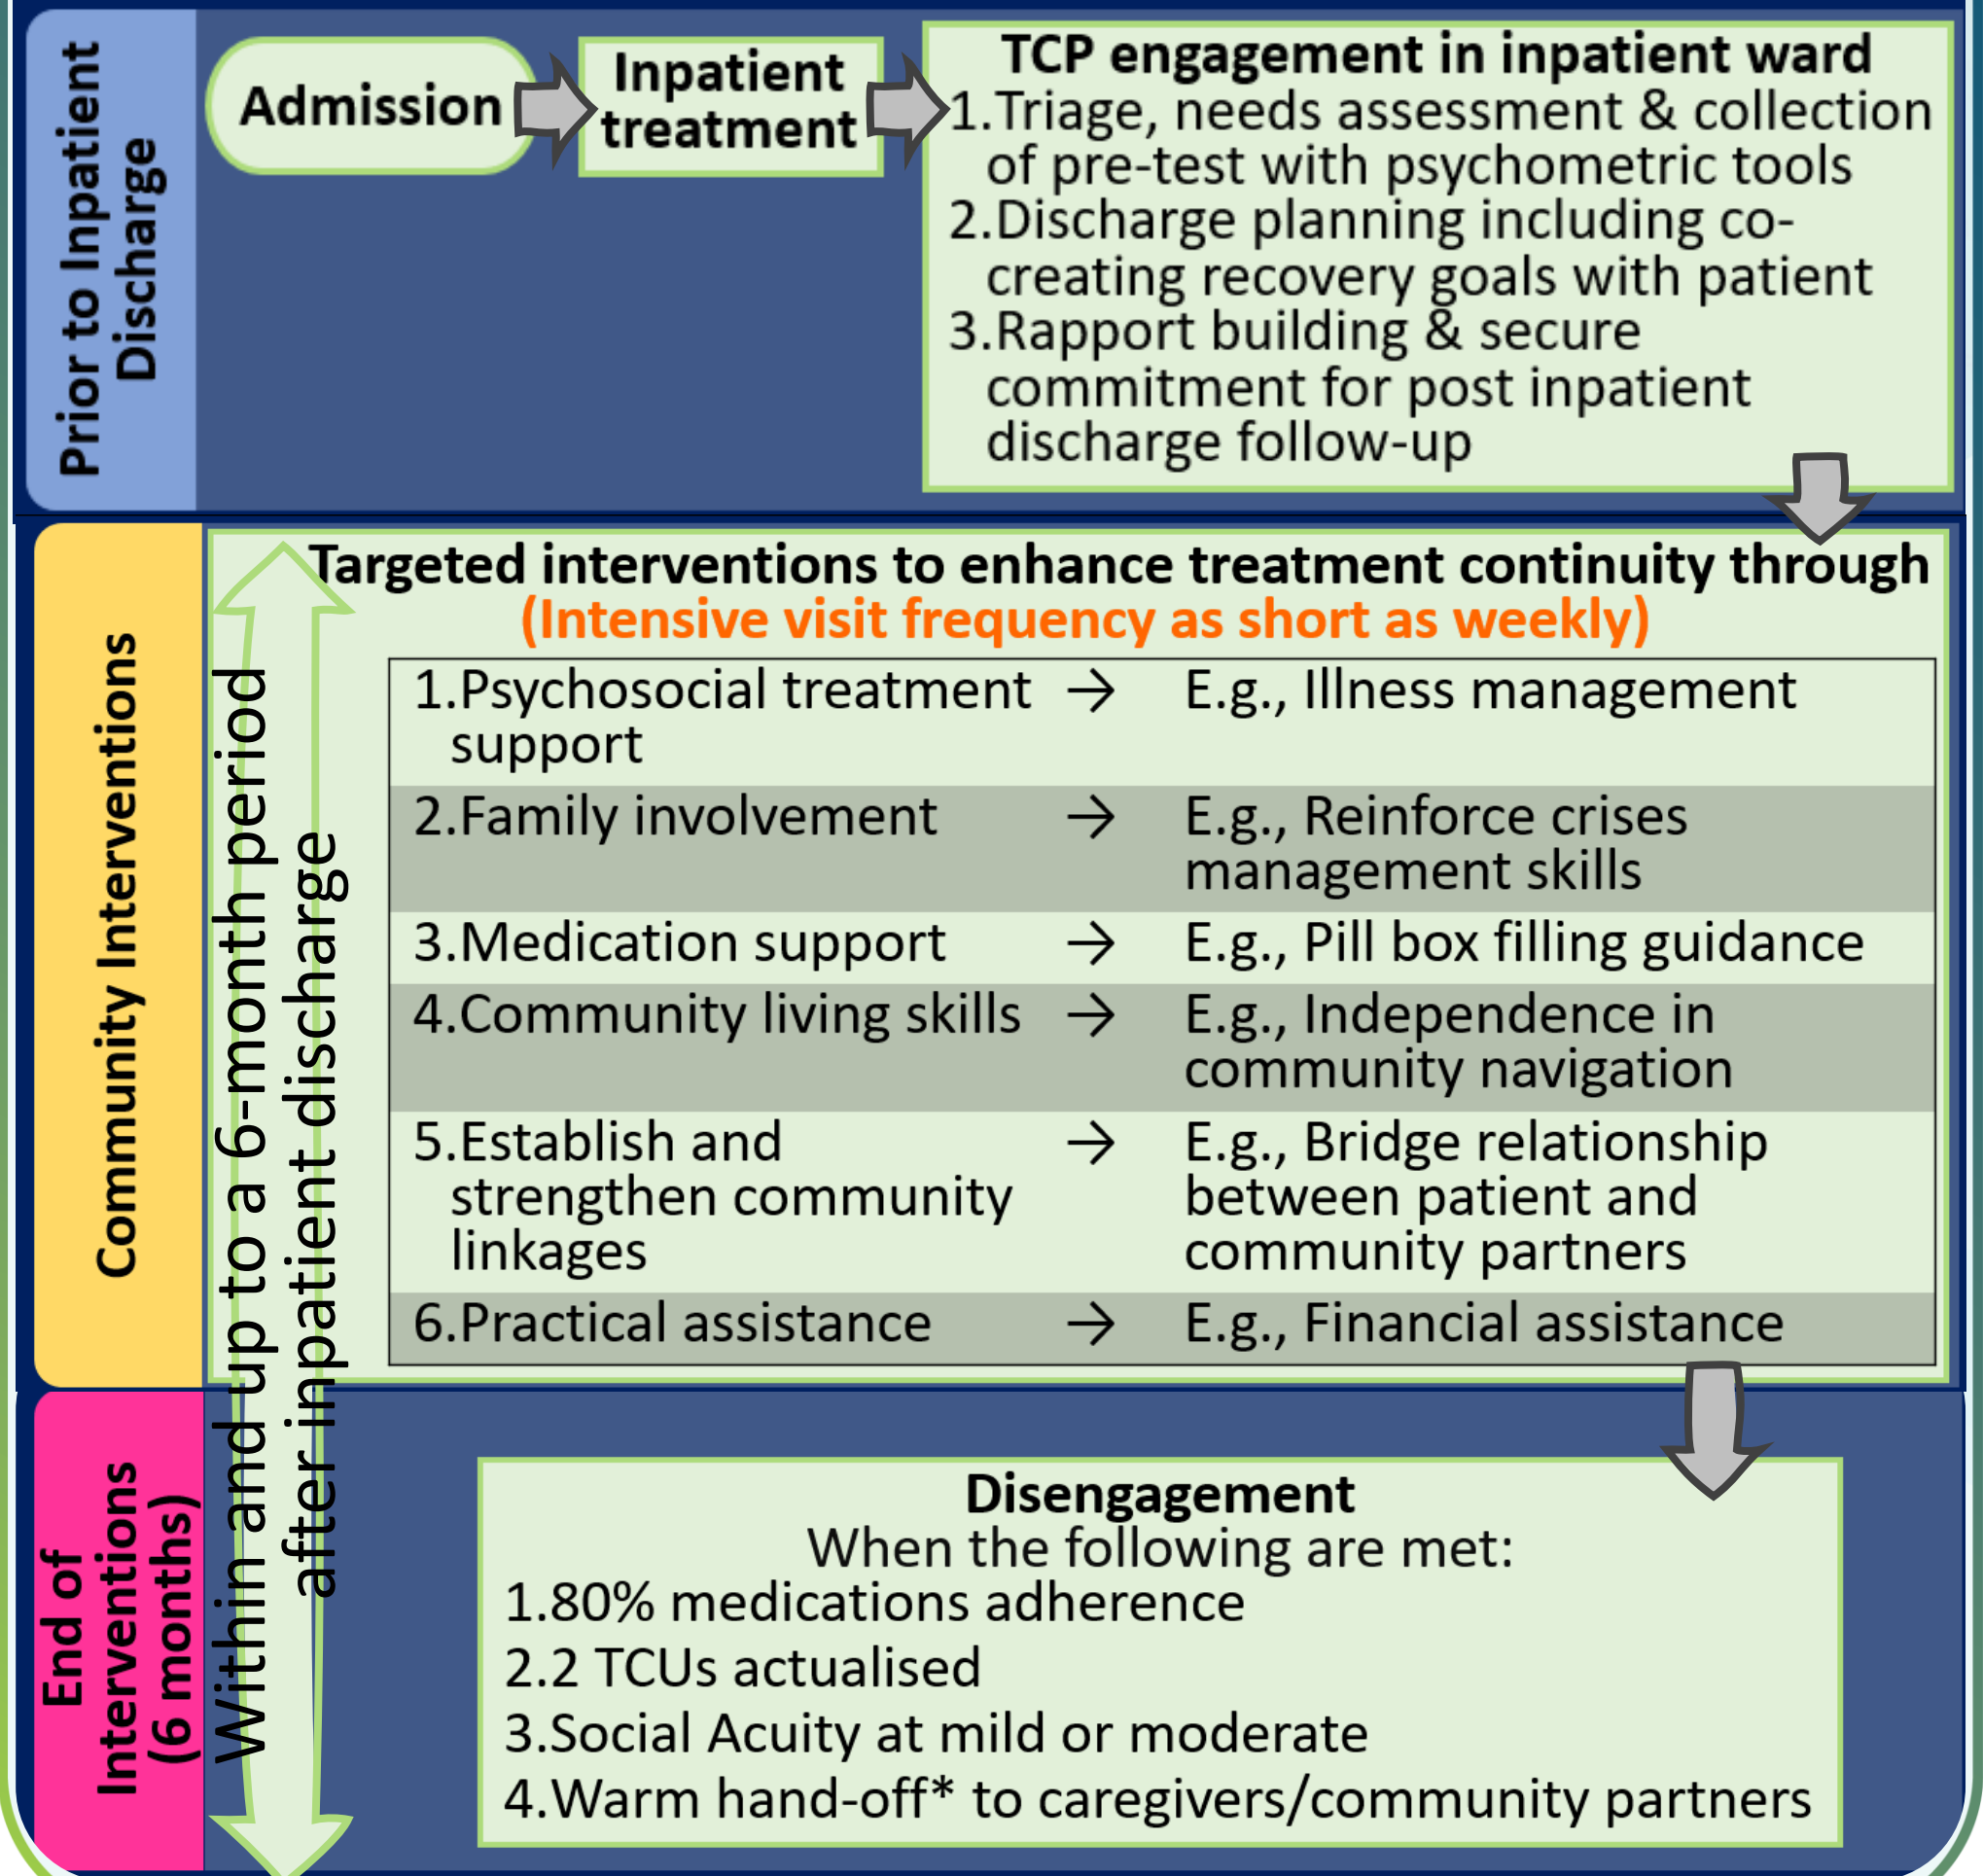 Prior to Inpatient
Discharge
Admission
Inpatient
treatment
TCP engagement in inpatient ward
1.Triage, needs assessment & collection
of pre-test with psychometric tools
2.Discharge planning including co-
creating recovery goals with patient
3.Rapport building & secure
commitment for post inpatient
discharge follow-up
Community Interventions
Within and up to a 6-month period
after inpatient discharge
Targeted interventions to enhance treatment continuity through
(Intensive visit frequency as short as weekly)
1.Psychosocial treatment → E.g., Illness management
support
2.Family involvement → E.g., Reinforce crises
management skills
3.Medication support → E.g., Pill box filling guidance
4.Community living skills → E.g., Independence in
community navigation
5.Establish and → E.g., Bridge relationship
strengthen community between patient and
linkages community partners
6.Practical assistance → E.g., Financial assistance
End of
Interventions
(6 months)
Disengagement
When the following are met:
1.80% medications adherence
2.2 TCUs actualised
3.Social Acuity at mild or moderate
4.Warm hand-off* to caregivers/community partners